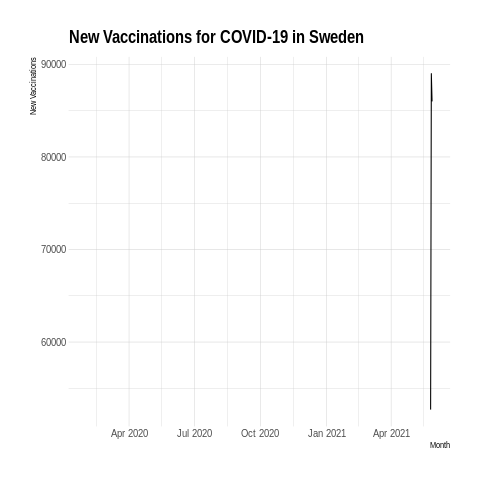 New Vaccinations for COVID-19 in Sweden
New Vaccinations
90000
80000
70000
60000
Apr 2020 Jul 2020 Oct 2020 Jan 2021 Apr 2021
Month